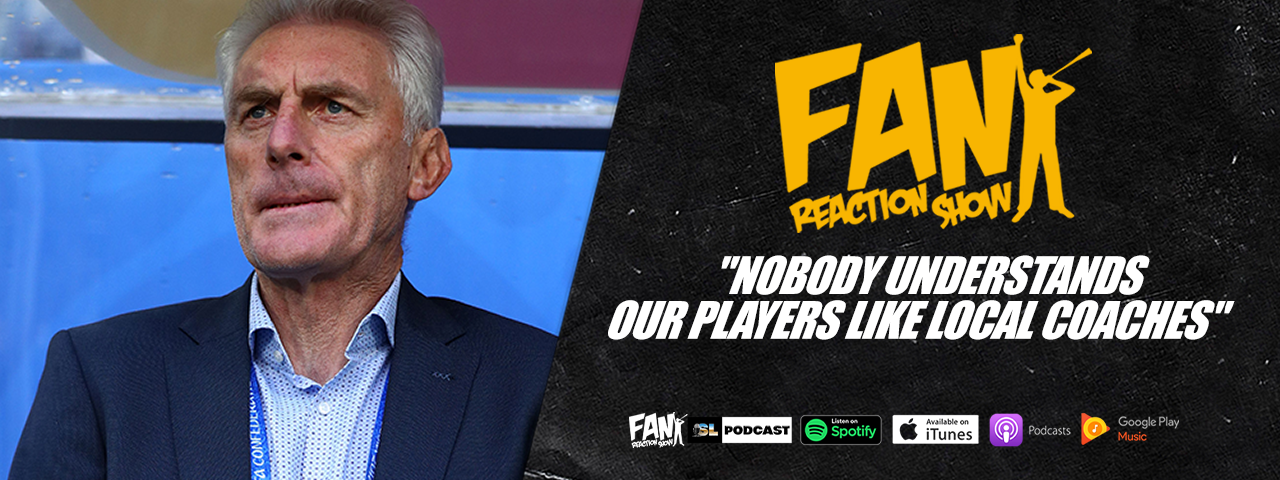 FAN
REACTION SHOW
"NOBODY UNDERSTANDS
OUR PLAYERS LIKE LOCAL COACHES"
FAN
REACTION SHOW
SL PODCAST
Listen on
Spotify
Available on
iTunes
Podcasts
Google Play
Music
A CONFEDERA